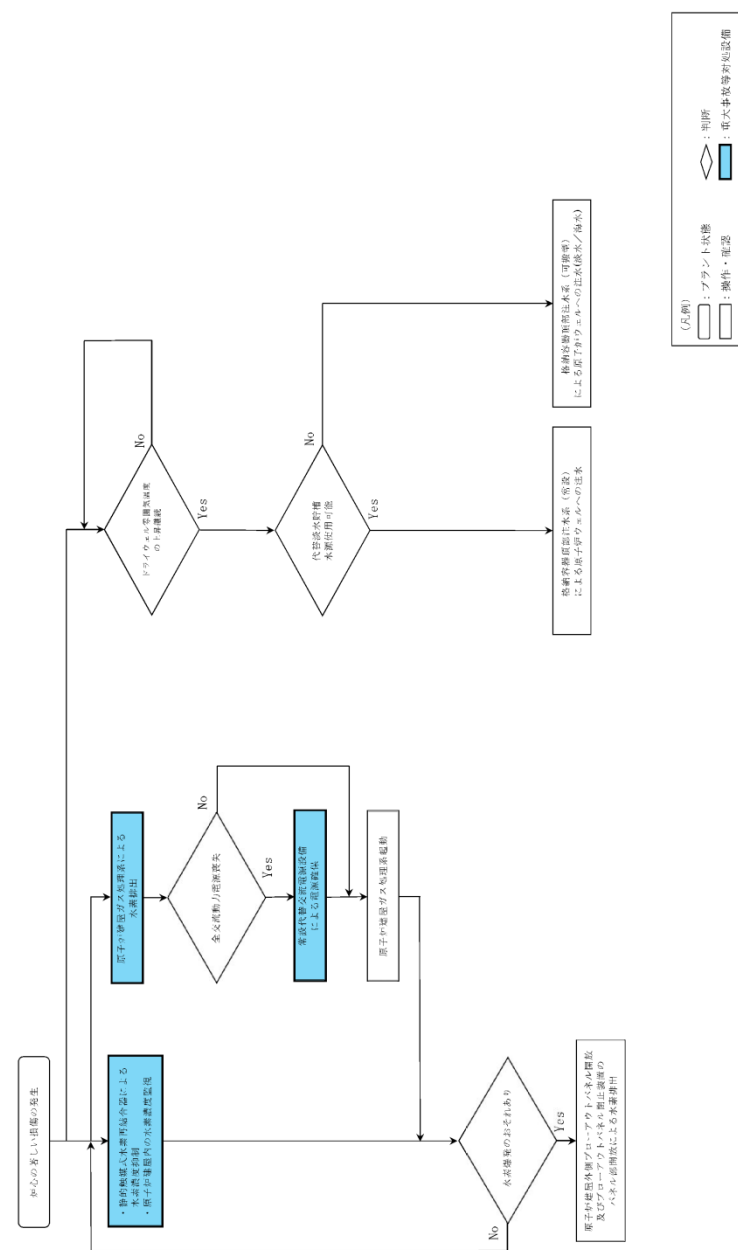 炉心の著しい損傷の発生
・静的触媒式水素再結合器による
水素濃度抑制
・原子炉建屋内の水素濃度監視
原子炉建屋ガス処理系による
水素排出
全交流動力電源喪失
No
Yes
常設代替交流電源設備
による電源確保
原子炉建屋ガス処理系起動
水素爆発のおそれあり
No
Yes
原子炉建屋外側ブローアウトパネル開放
及びブローアウトパネル閉止装置の
パネル部開放による水素排出
ドライウェル雰囲気温度
の上昇継続
No
Yes
代替淡水貯槽
水源使用可能
No
Yes
格納容器頂部注水系（常設）
による原子炉ウェルへの注水
格納容器頂部注水系（可搬型）
による原子炉ウェルへの注水(淡水／海水)
（凡例）
：プラント状態
：判断
：操作・確認
：重大事故等対処設備